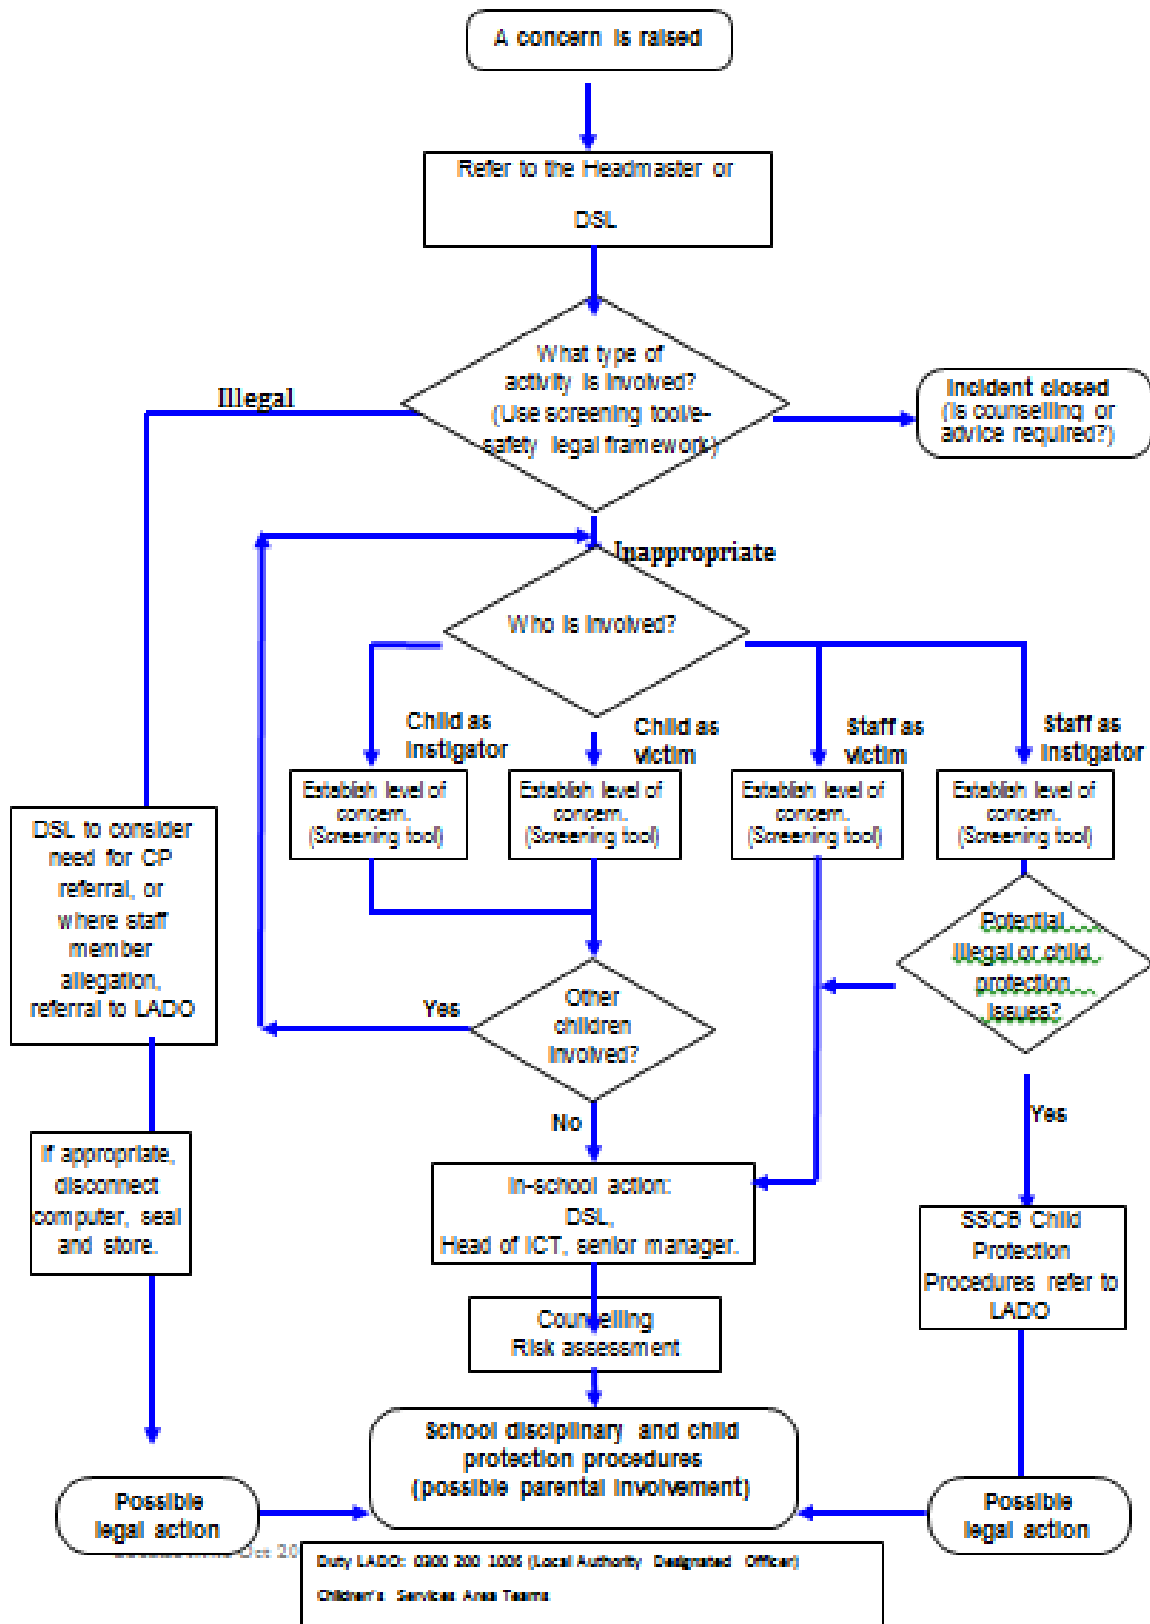 A concern is raised
Refer to the Headmaster or
DSL
What type of
activity is involved?
(Use screening tool/e-
safety legal framework)
Illegal
Incident closed
(Is counselling or
advice required?)
Inappropriate
Who is involved?
Child as
instigator
Child as
victim
Staff as
victim
Staff as
instigator
Establish level of
concern.
(Screening tool)
Establish level of
concern.
(Screening tool)
Establish level of
concern.
(Screening tool)
Establish level of
concern.
(Screening tool)
DSL to consider
need for CP
referral, or
where staff
member
allegation,
referral to LADO
Potential
illegal or child
protection
issues?
Yes
Other
children
involved?
No
Yes
If appropriate,
disconnect
computer, seal
and store.
In-school action:
DSL,
Head of ICT, senior manager.
SSCB Child
Protection
Procedures refer to
LADO
Counselling
Risk assessment
School disciplinary and child
protection procedures
(possible parental involvement)
Possible
legal action
Possible
legal action
Duty LADO: 0300 200 1006 (Local Authority Designated Officer)
Children's Services Area Teams